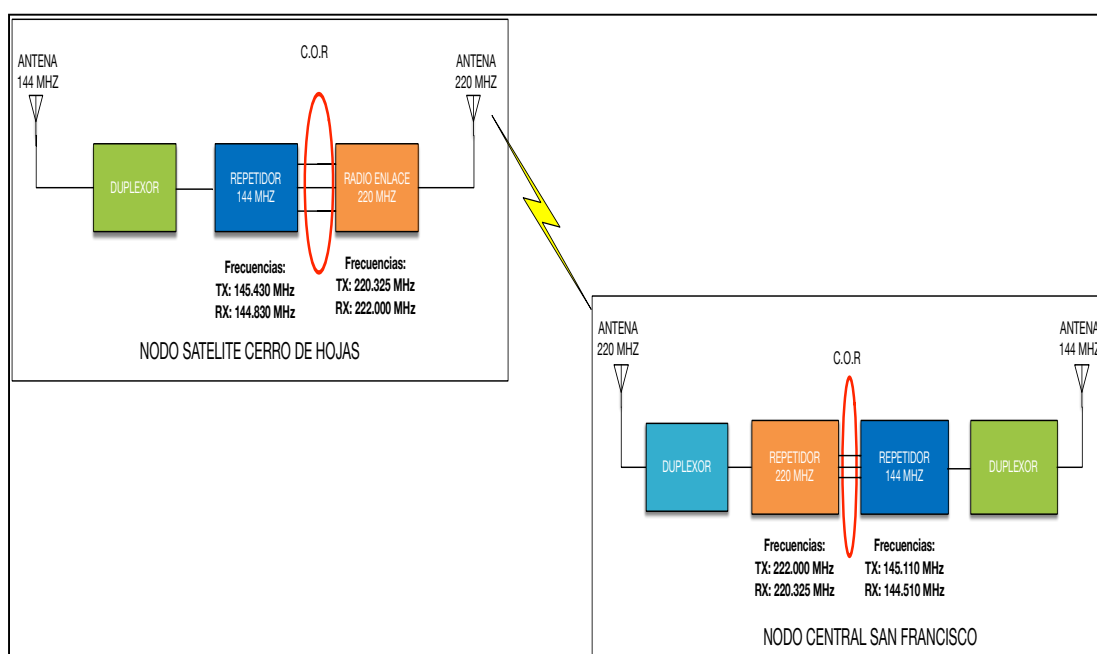 C.O.R
ANTENA
144 MHZ
ANTENA
220 MHZ
DUPLEXOR
REPETIDOR
144 MHZ
RADIO ENLACE
220 MHZ
Frecuencias:
TX: 145.430 MHz
RX: 144.830 MHz
Frecuencias:
TX: 220.325 MHz
RX: 222.000 MHz
NODO SATELITE CERRO DE HOJAS
ANTENA
220 MHZ
C.O.R
ANTENA
144 MHZ
DUPLEXOR
REPETIDOR
220 MHZ
REPETIDOR
144 MHZ
DUPLEXOR
Frecuencias:
TX: 222.000 MHz
RX: 220.325 MHz
Frecuencias:
TX: 145.110 MHz
RX: 144.510 MHz
NODO CENTRAL SAN FRANCISCO